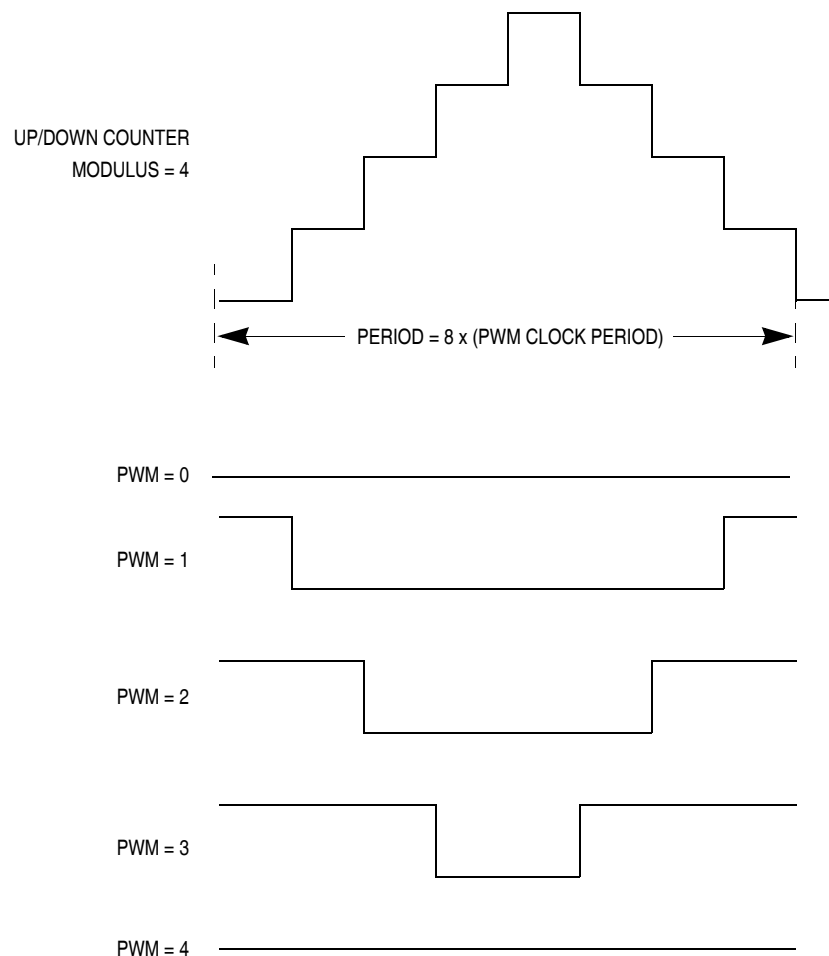 UP/DOWN COUNTER
MODULUS = 4
PERIOD = 8 x (PWM CLOCK PERIOD)
PWM = 0
PWM = 1
PWM = 2
PWM = 3
PWM = 4